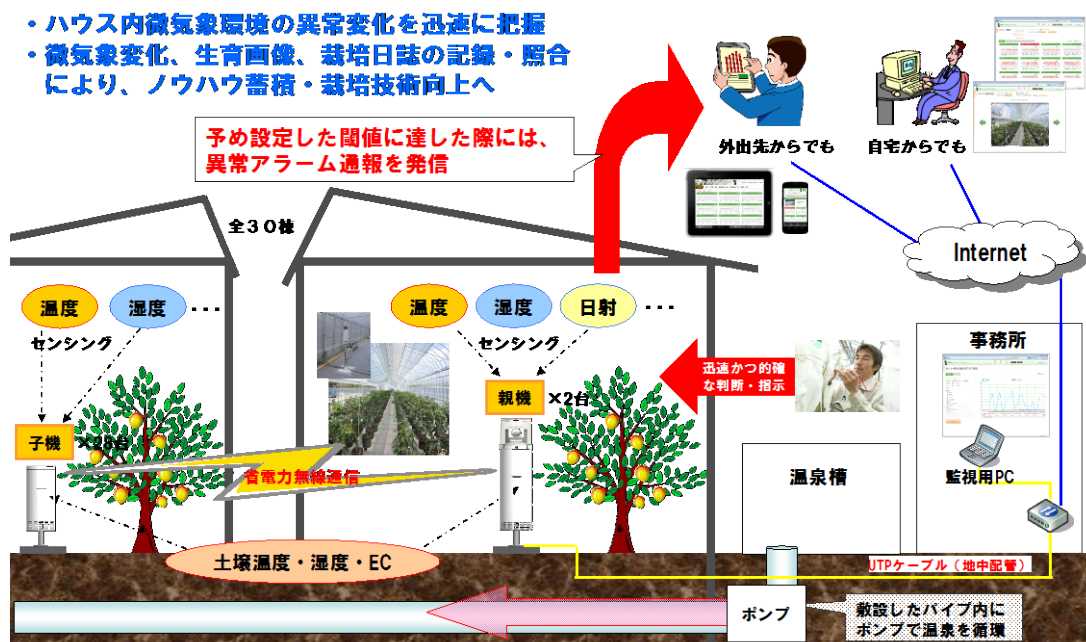 ・ハウス内微気象環境の異常変化を迅速に把握
・微気象変化、生育画像、栽培日誌の記録・照合
により、ノウハウ蓄積・栽培技術向上へ
予め設定した閾値に達した際には、
異常アラーム通報を発信
外出先からでも
自宅からでも
全30棟
Internet
温度
湿度
・・・
センシング
温度
湿度
日射
・・・
センシング
事務所
迅速かつ的確
な判断・指示
親機
×2台
子機
×28台
省電力無線通信
温泉槽
監視用PC
土壌温度・湿度・EC
UTPケーブル(地中配管)
ポンプ
敷設したパイプ内に
ポンプで温泉を循環